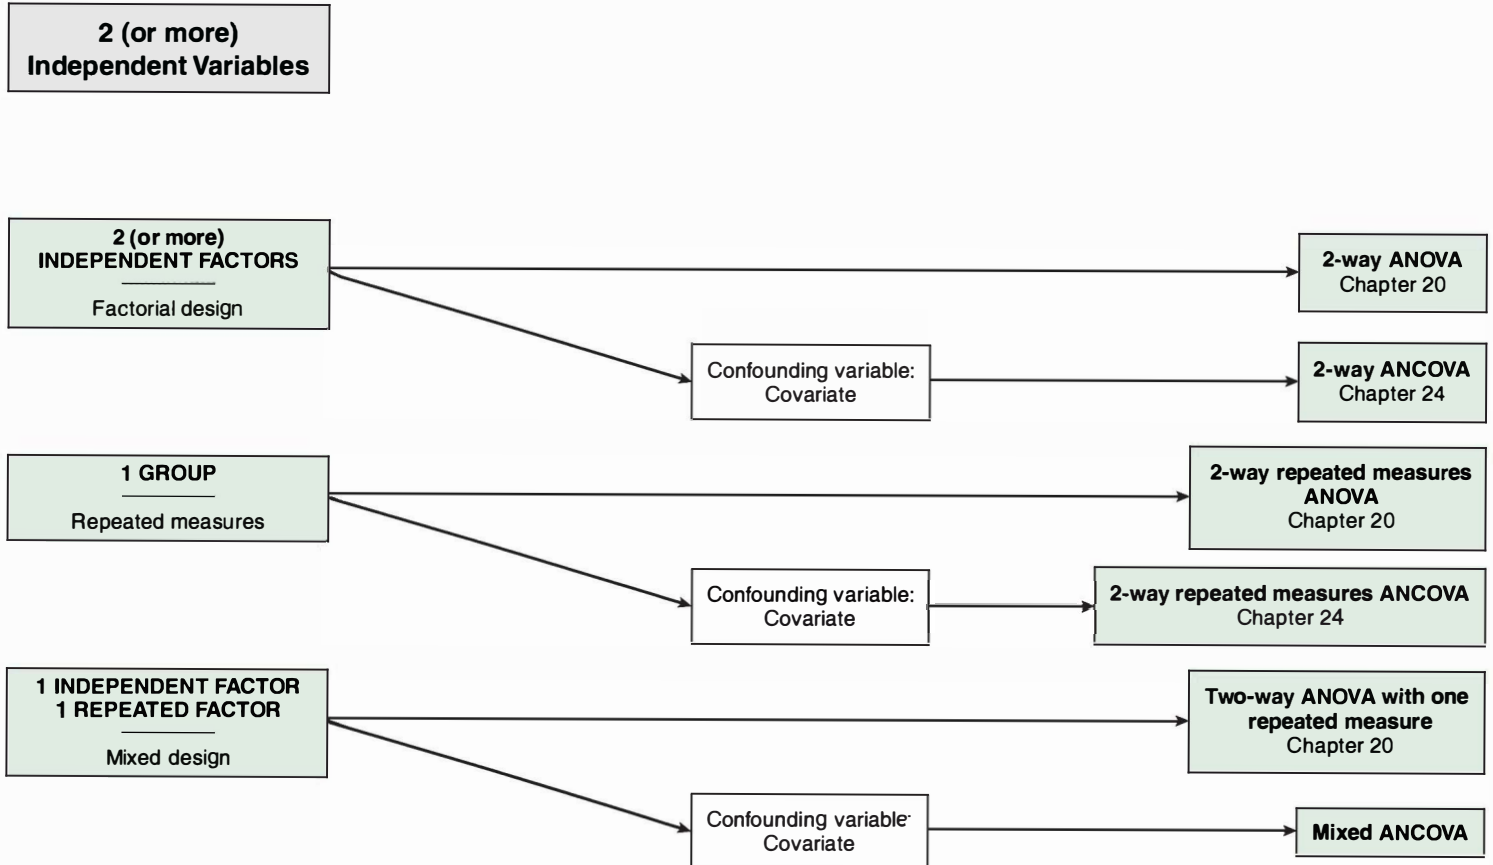 2 (or more)
Independent Variables
2 (or more)
INDEPENDENT FACTORS
Factorial design
2-way ANOVA
Chapter 20
Confounding variable:
Covariate
2-way ANCOVA
Chapter 24
1 GROUP
Repeated measures
2-way repeated measures
ANOVA
Chapter 20
Confounding variable:
Covariate
2-way repeated measures ANCOVA
Chapter 24
1 INDEPENDENT FACTOR
1 REPEATED FACTOR
Mixed design
Two-way ANOVA with one
repeated measure
Chapter 20
Confounding variable·
Covariate
Mixed ANCOVA